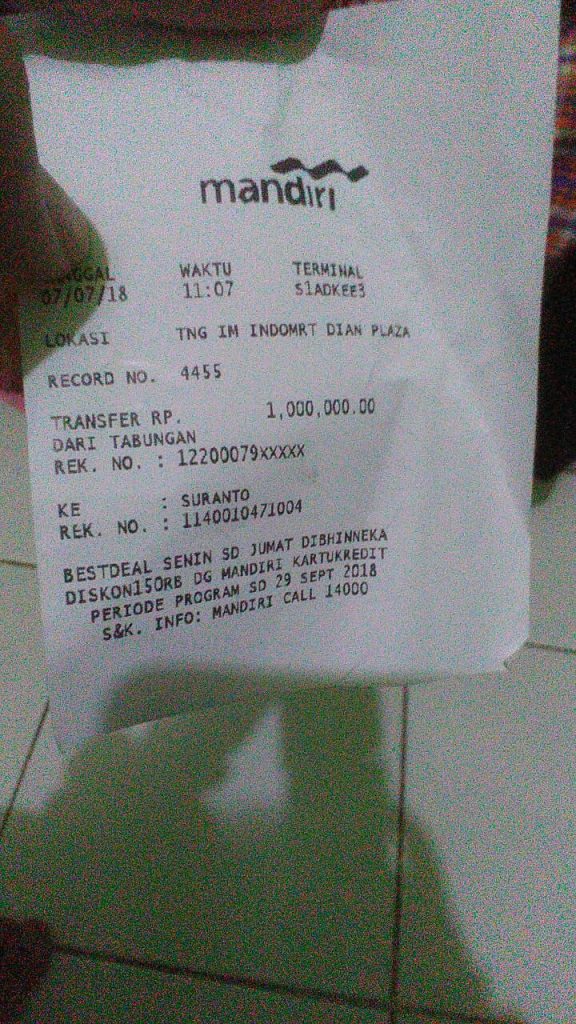 mandırı
TANGGAL WAKTU TERMINAL
07/07/18 11:07 S1ADKEE3
LOKASI TNG IM INDOMRT DIAN PLAZA
RECORD NO. 4455
TRANSFER RP. 1,000,000.00
DARI TABUNGAN
REK. NO. : 12200079XXXXX
KE : SURANTO
REK. NO. : 1140010471004
BESTDEAL SENIN SD JUMAT DIBHINNEKA
DISKON150RB DG MANDIRI KARTUKREDIT
PERIODE PROGRAM SD 29 SEPT 2018
S&K. INFO: MANDIRI CALL 14000